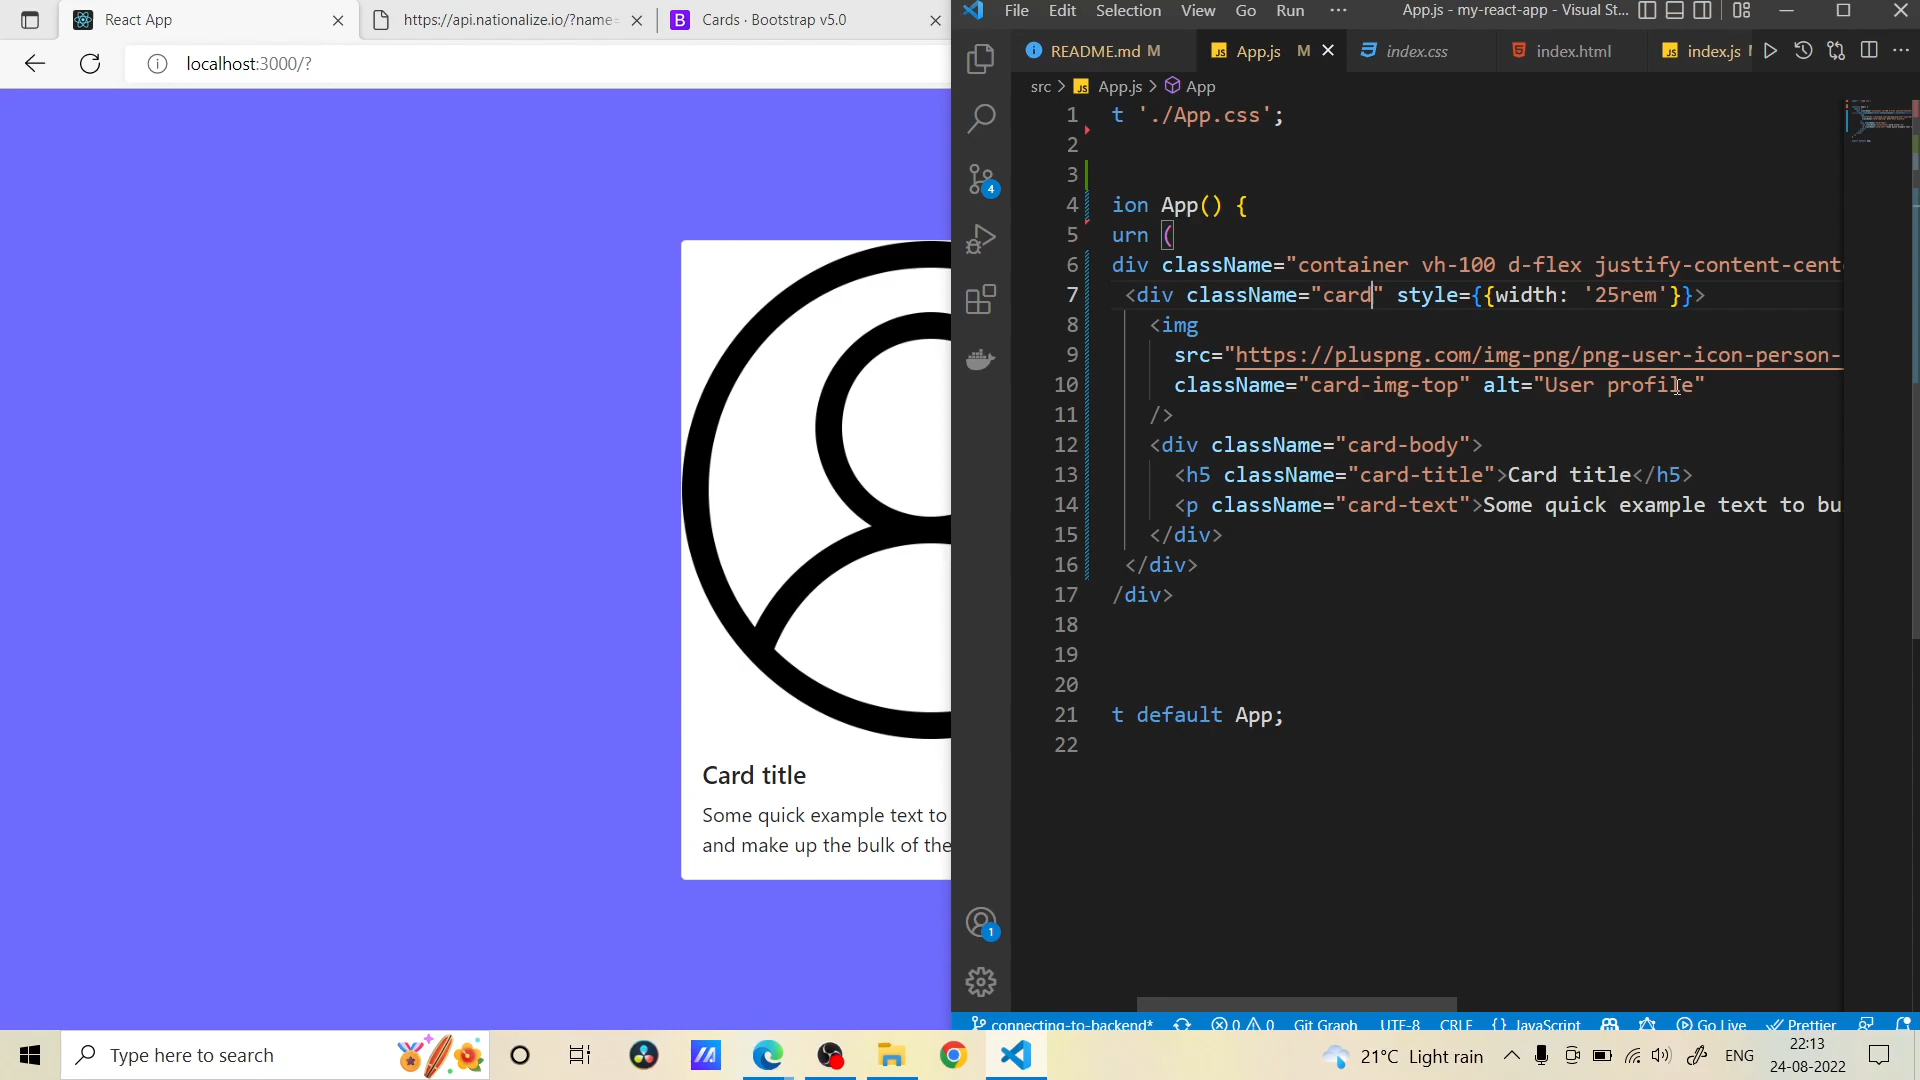 React App
https://api.nationalize.io/?name=
B
Cards · Bootstrap v5.0
localhost:3000/?
Card title
Some quick example text to
and make up the bulk of the
File Edit Selection View Go Run ···
App.js - my-react-app - Visual St...
README.md M
JS App.js M
index.css
index.html
JS index.js
src > JS App.js > App
1 t './App.css';
2
3
4 ion App() {
5 urn (
6 div className="container vh-100 d-flex justify-content-cent
7 <div className="card" style={{width: '25rem'}}>
8 <img
9 src="https://pluspng.com/img-png/png-user-icon-person-
10 className="card-img-top" alt="User profile"
11 />
12 <div className="card-body">
13 <h5 className="card-title">Card title</h5>
14 <p className="card-text">Some quick example text to bu
15 </div>
16 </div>
17 /div>
18
19
20
21 t default App;
22
4
1
connecting-to-backend* 0 0 Git Graph UTF-8 CRLF {} JavaScript Go Live Prettier
Type here to search
21°C Light rain
ENG
22:13
24-08-2022